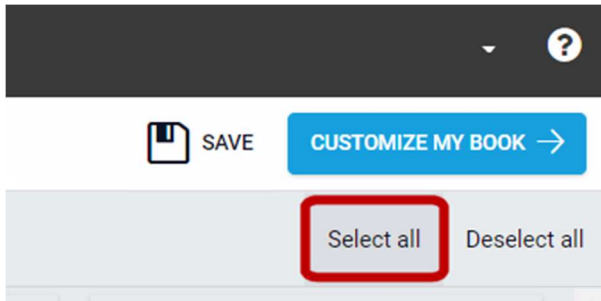 ?
SAVE
CUSTOMIZE MY BOOK →
Select all
Deselect all